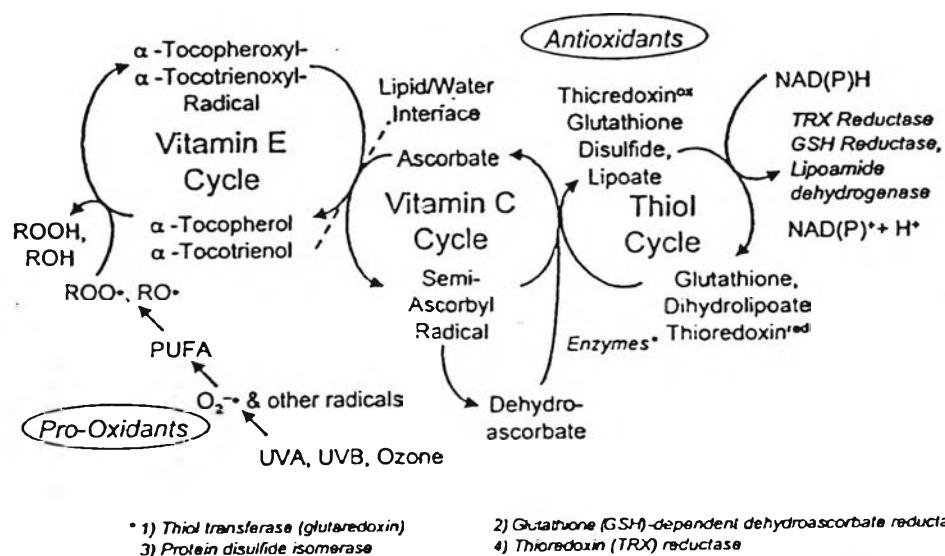 α-Tocopheroxyl-
α-Tocotrienoxyl-
Radical
Vitamin E
Cycle
α-Tocopherol
α-Tocotrienol
ROOH,
ROH
ROO•, RO•
PUFA
O₂⁻• & other radicals
Pro-Oxidants
UVA, UVB, Ozone
Lipid/Water
Interiace
Ascorbate
Vitamin C
Cycle
Semi-
Ascorbyl
Radical
Dehydro-
ascorbate
Antioxidants
Thicredoxinᵒˣ
Glutathione
Disulfide,
Lipoate
Thiol
Cycle
Glutathione,
Dihydrolipoate
Thioredoxinʳᵉᵈ
Enzymes*
NAD(P)H
TRX Reductase
GSH Reductase,
Lipoamide
dehydrogenase
NAD(P)⁺+ H⁺
* 1) Thiol transferase (glutaredoxin)
2) Glutathione (GSH)-dependent dehydroascorbate reducta
3) Protein disulfide isomerase
4) Thioredoxin (TRX) reductase